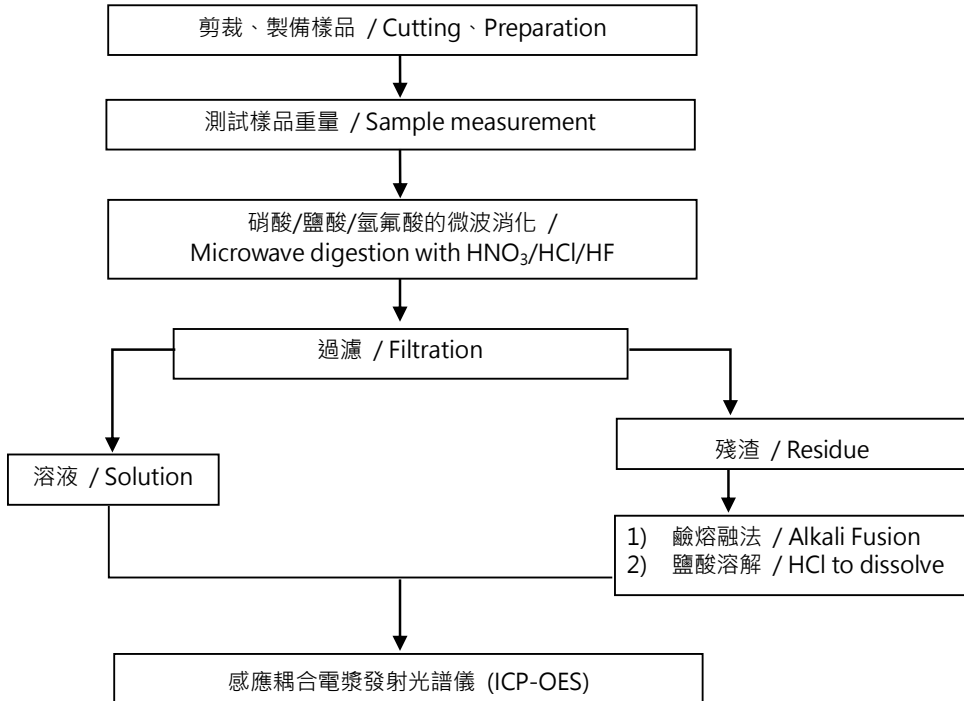 剪裁、製備樣品 / Cutting、Preparation
測試樣品重量 / Sample measurement
硝酸/鹽酸/氫氟酸的微波消化 /
Microwave digestion with HNO₃/HCl/HF
過濾 / Filtration
溶液 / Solution
殘渣 / Residue
1) 鹼熔融法 / Alkali Fusion
2) 鹽酸溶解 / HCl to dissolve
感應耦合電漿發射光譜儀 (ICP-OES)